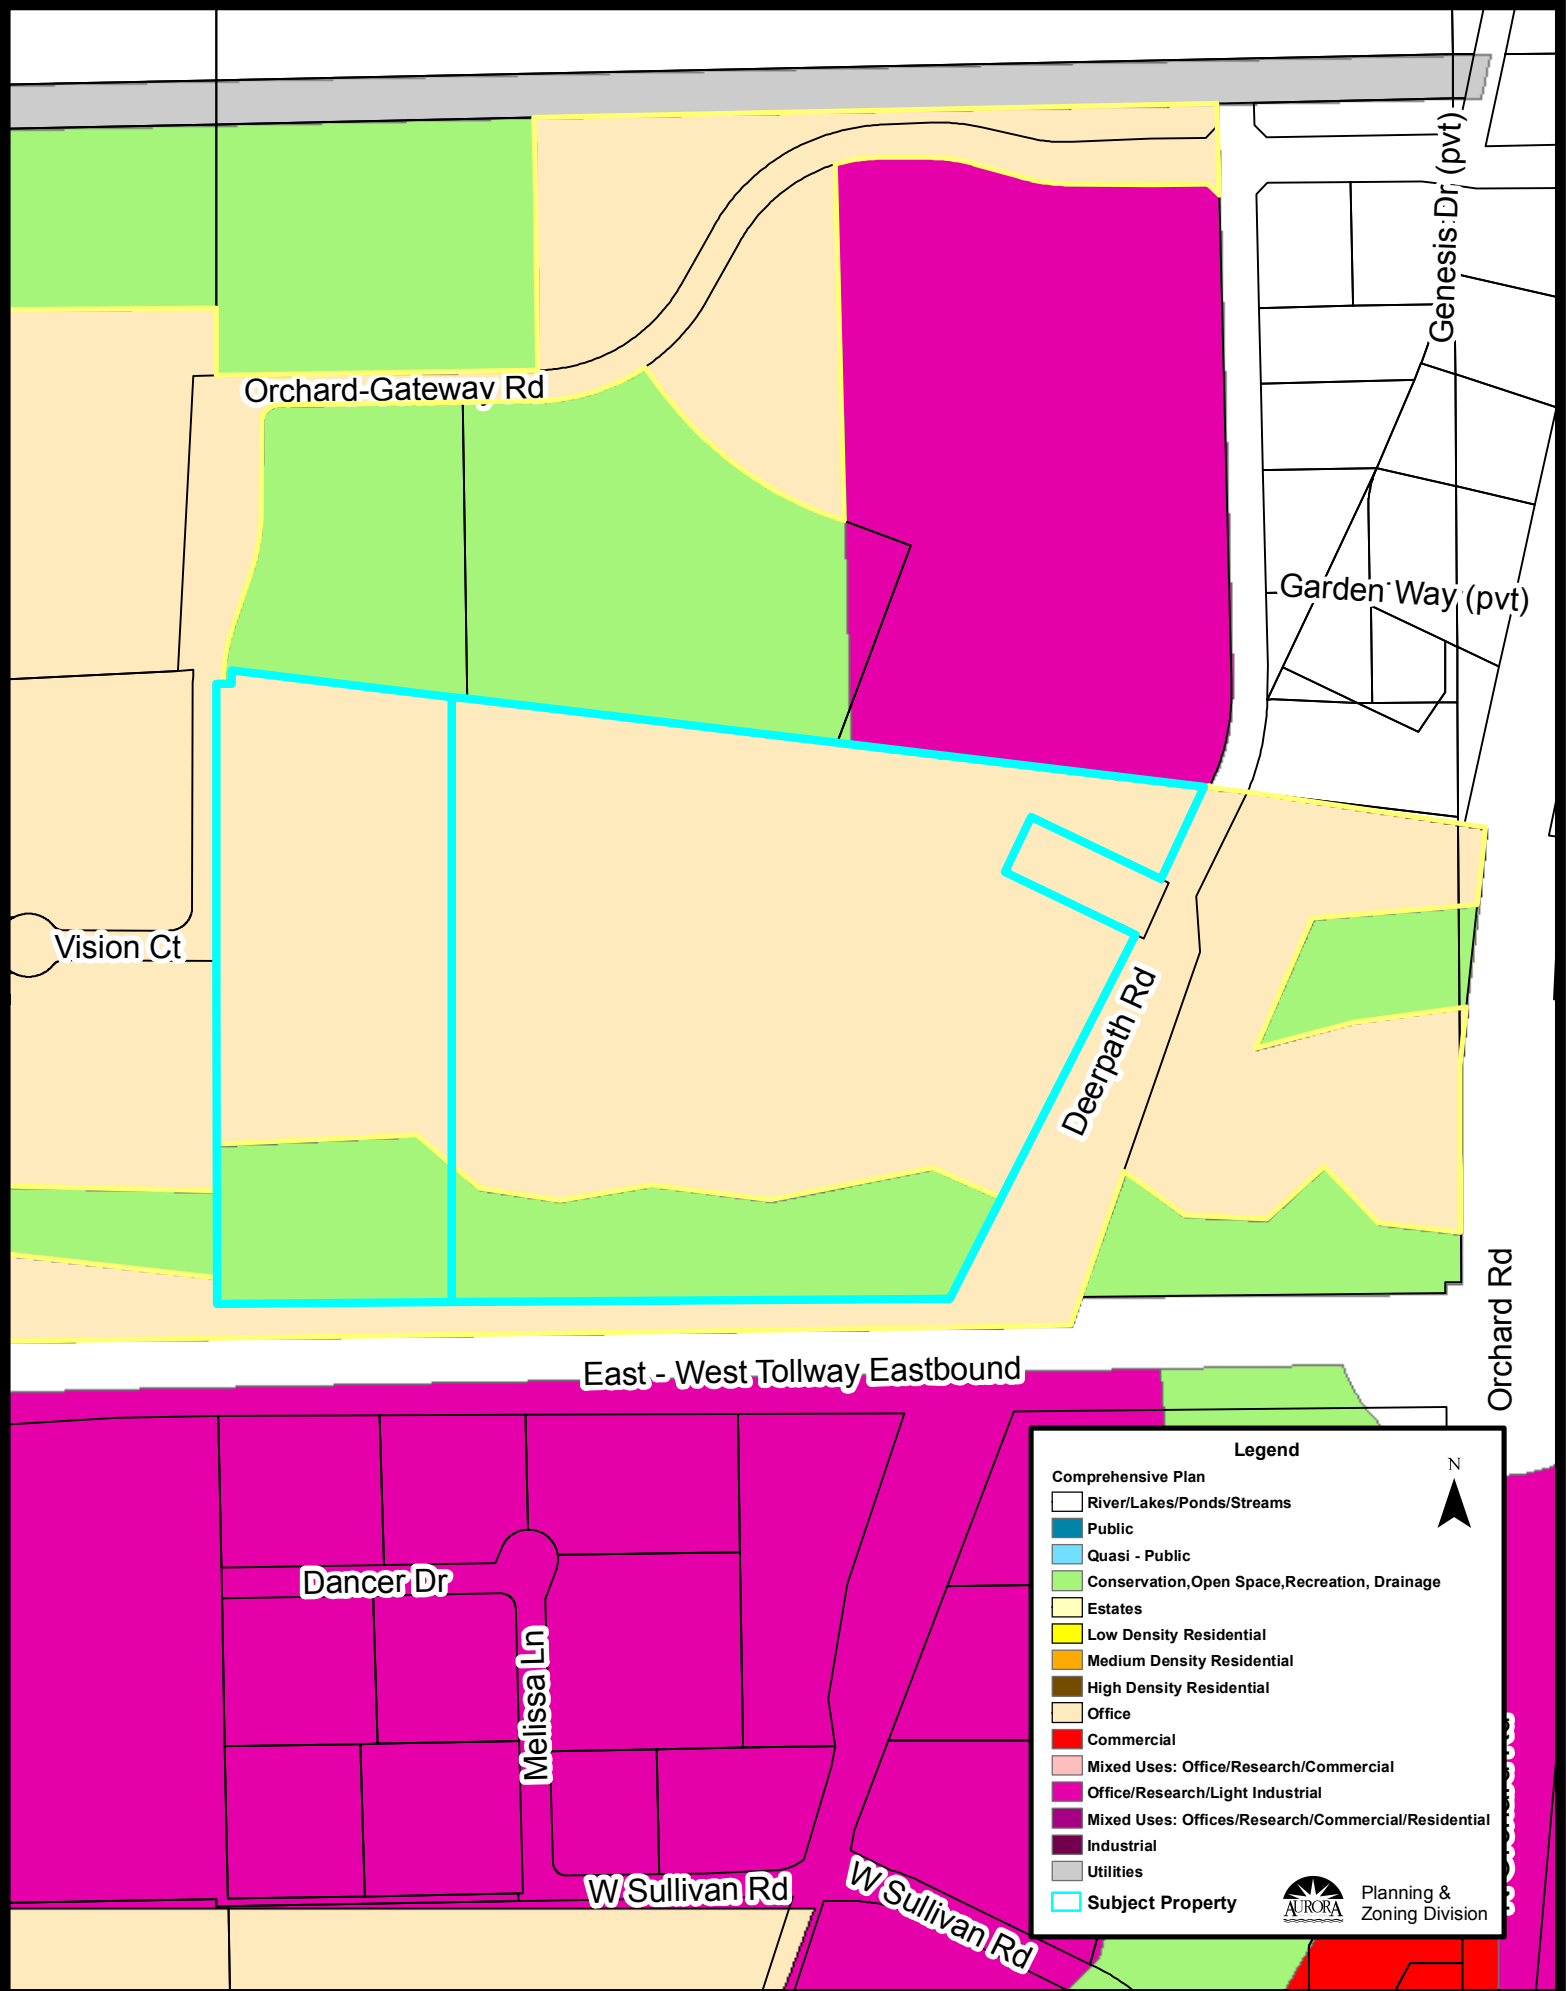 Genesis Dr (pvt)
Orchard-Gateway Rd
Garden Way (pvt)
Vision Ct
Deerpath Rd
Orchard Rd
East - West Tollway Eastbound
Legend
Comprehensive Plan
N
River/Lakes/Ponds/Streams
Public
Quasi - Public
Conservation,Open Space,Recreation, Drainage
Estates
Low Density Residential
Medium Density Residential
High Density Residential
Office
Commercial
Mixed Uses: Office/Research/Commercial
Office/Research/Light Industrial
Mixed Uses: Offices/Research/Commercial/Residential
Industrial
Utilities
Subject Property
AURORA
Planning &
Zoning Division
Dancer Dr
Melissa Ln
W Sullivan Rd
W Sullivan Rd